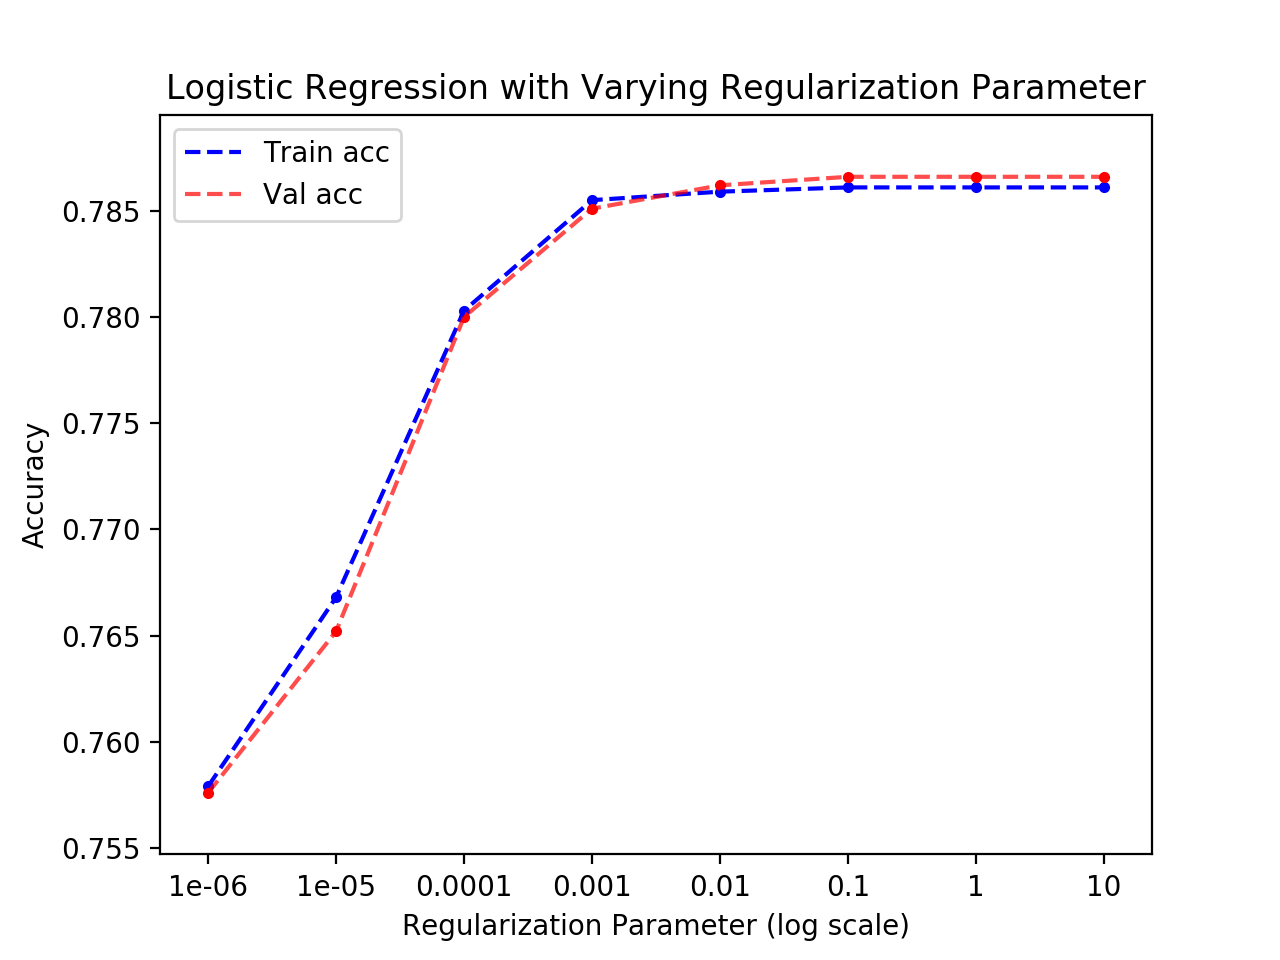 Logistic Regression with Varying Regularization Parameter
Train acc
Val acc
0.785
0.780
0.775
0.770
0.765
0.760
0.755
Accuracy
1e-06 1e-05 0.0001 0.001 0.01 0.1 1 10
Regularization Parameter (log scale)